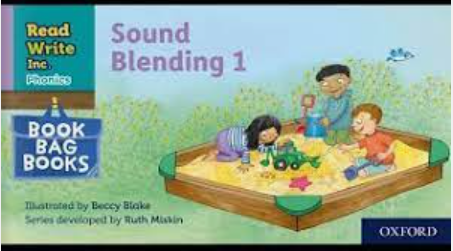 Read
Write
Inc.
Phonics
Sound
Blending 1
BOOK
BAG
BOOKS
Illustrated by Beccy Blake
Series developed by Ruth Miskin
OXFORD